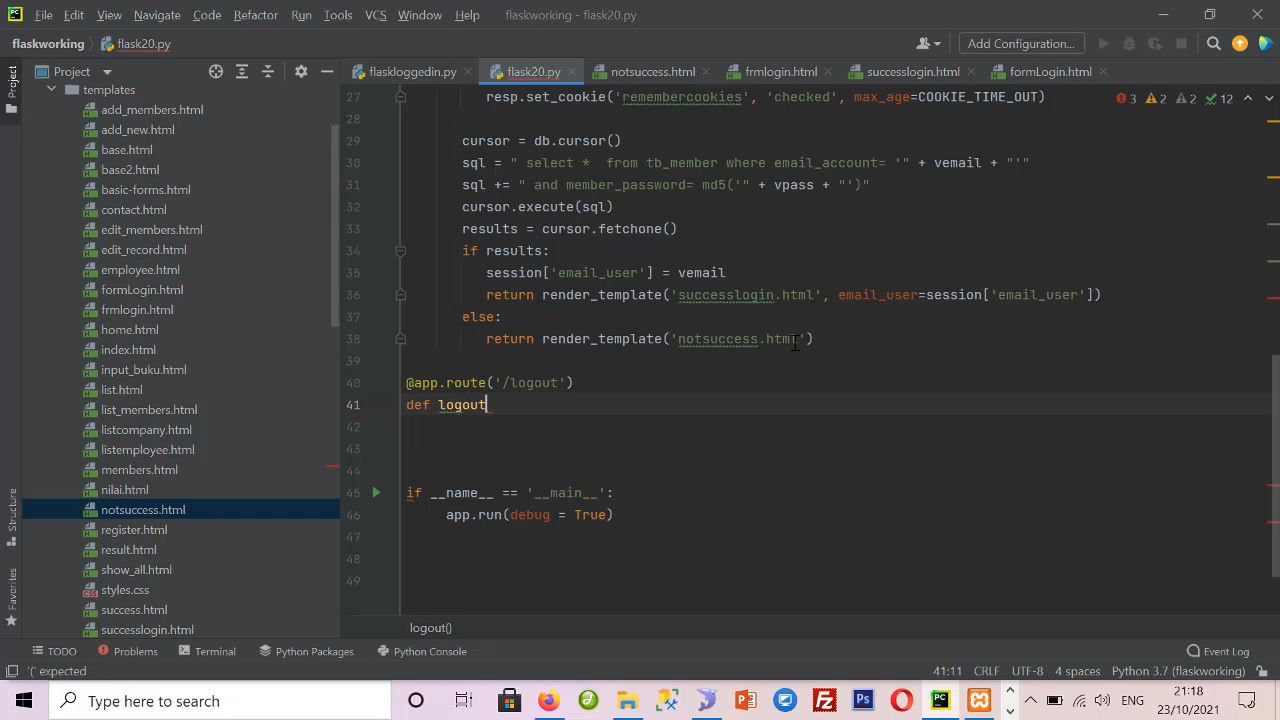 File Edit View Navigate Code Refactor Run Tools VCS Window Help flaskworking - flask20.py
flaskworking flask20.py Add Configuration...
Project flaskloggedin.py flask20.py notsuccess.html frmlogin.html successlogin.html formLogin.html
Project
Structure
Favorites
templates
add_members.html
add_new.html
base.html
base2.html
basic-forms.html
contact.html
edit_members.html
edit_record.html
employee.html
formLogin.html
frmlogin.html
home.html
index.html
input_buku.html
list.html
list_members.html
listcompany.html
listemployee.html
members.html
nilai.html
notsuccess.html
register.html
result.html
show_all.html
styles.css
success.html
successlogin.html
3 2 2 12
27 resp.set_cookie('remembercookies', 'checked', max_age=COOKIE_TIME_OUT)
28
29 cursor = db.cursor()
30 sql = " select * from tb_member where email_account= '" + vemail + "'"
31 sql += " and member_password= md5('" + vpass + "')"
32 cursor.execute(sql)
33 results = cursor.fetchone()
34 if results:
35 session['email_user'] = vemail
36 return render_template('successlogin.html', email_user=session['email_user'])
37 else:
38 return render_template('notsuccess.html')
39
40 @app.route('/logout')
41 def logout
42
43
44
45 if __name__ == '__main__':
46 app.run(debug = True)
47
48
49
logout()
TODO Problems Terminal Python Packages Python Console Event Log
'(' expected 41:11 CRLF UTF-8 4 spaces Python 3.7 (flaskworking)
Type here to search ENG 21:18
23/10/2021